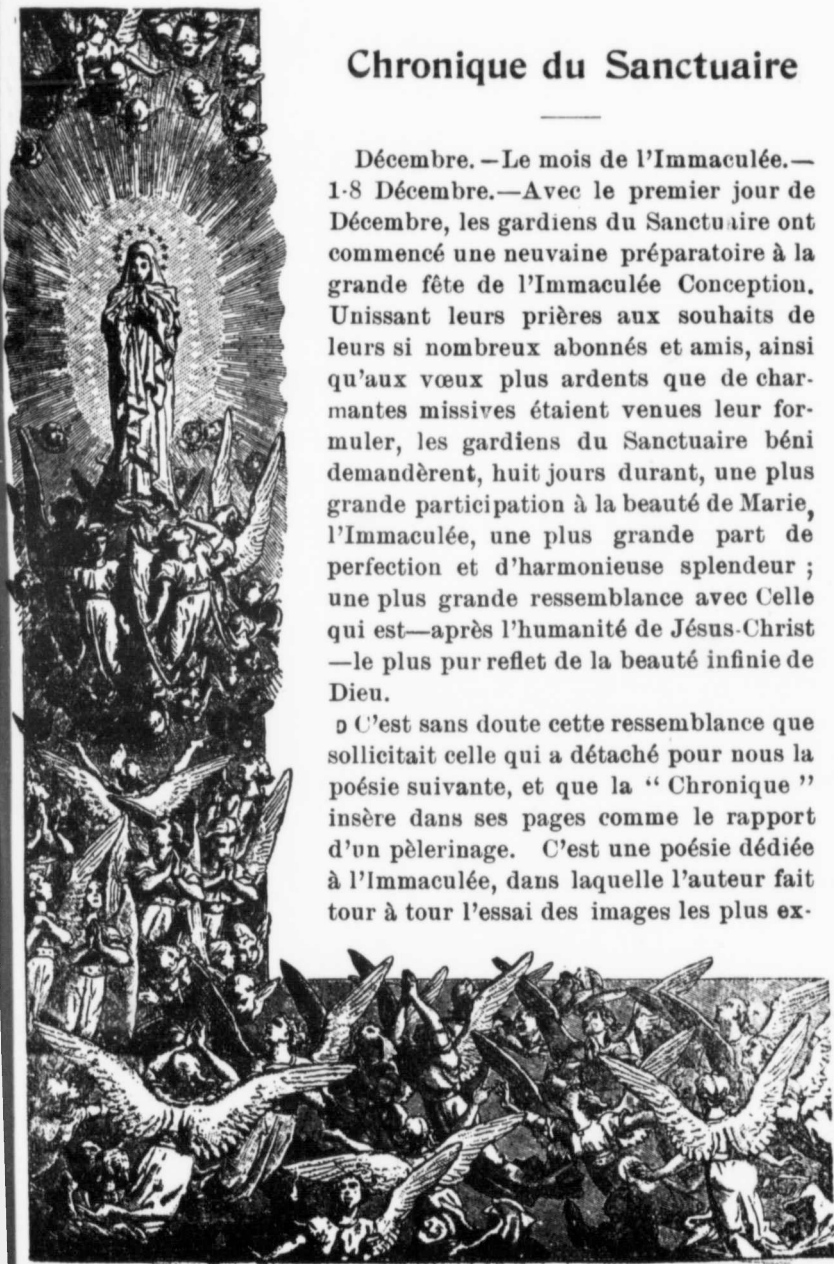 Chronique du Sanctuaire
Décembre.—Le mois de l'Immaculée.—
1-8 Décembre.—Avec le premier jour de
Décembre, les gardiens du Sanctuaire ont
commencé une neuvaine préparatoire à la
grande fête de l'Immaculée Conception.
Unissant leurs prières aux souhaits de
leurs si nombreux abonnés et amis, ainsi
qu'aux vœux plus ardents que de char-
mantes missives étaient venues leur for-
muler, les gardiens du Sanctuaire béni
demandèrent, huit jours durant, une plus
grande participation à la beauté de Marie,
l'Immaculée, une plus grande part de
perfection et d'harmonieuse splendeur ;
une plus grande ressemblance avec Celle
qui est—après l'humanité de Jésus-Christ
—le plus pur reflet de la beauté infinie de
Dieu.
C'est sans doute cette ressemblance que
sollicitait celle qui a détaché pour nous la
poésie suivante, et que la “ Chronique ”
insère dans ses pages comme le rapport
d'un pèlerinage. C'est une poésie dédiée
à l'Immaculée, dans laquelle l'auteur fait
tour à tour l'essai des images les plus ex-